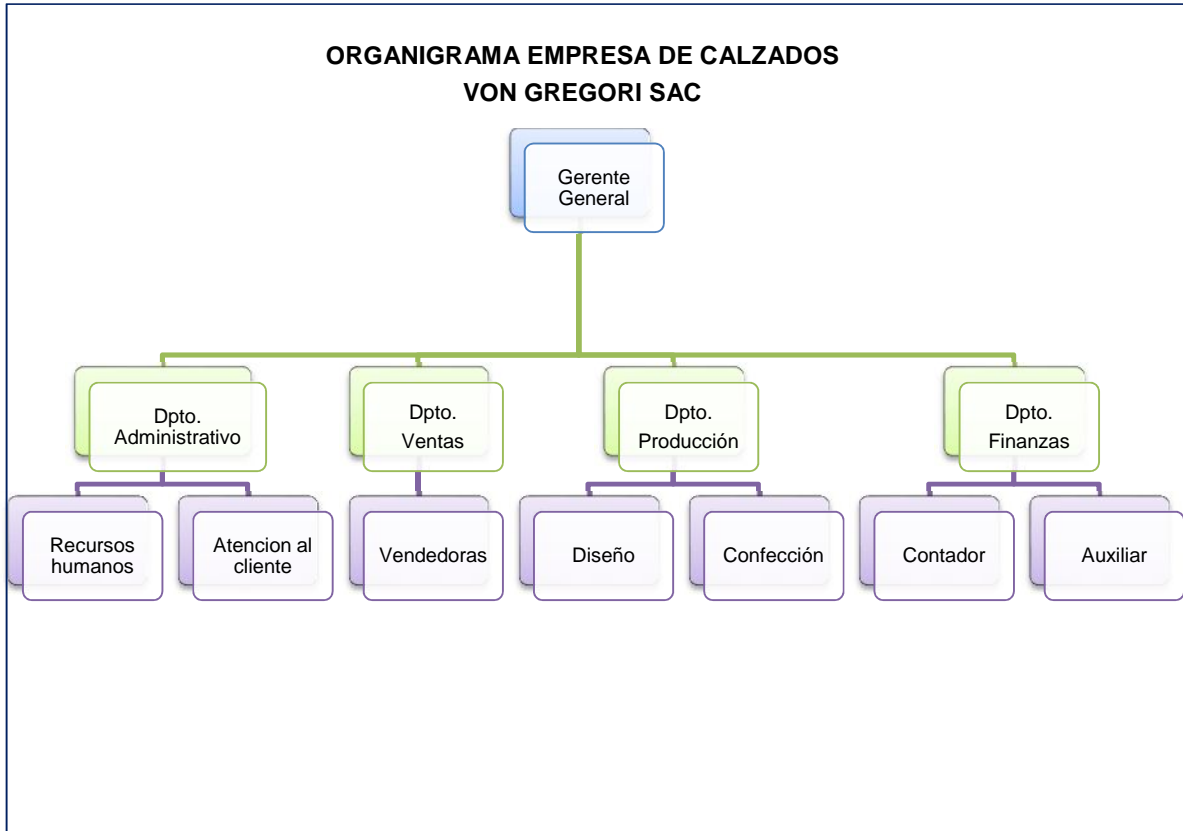 ORGANIGRAMA EMPRESA DE CALZADOS
VON GREGORI SAC
Gerente
General
Dpto.
Administrativo
Dpto.
Ventas
Dpto.
Producción
Dpto.
Finanzas
Recursos
humanos
Atencion al
cliente
Vendedoras
Diseño
Confección
Contador
Auxiliar